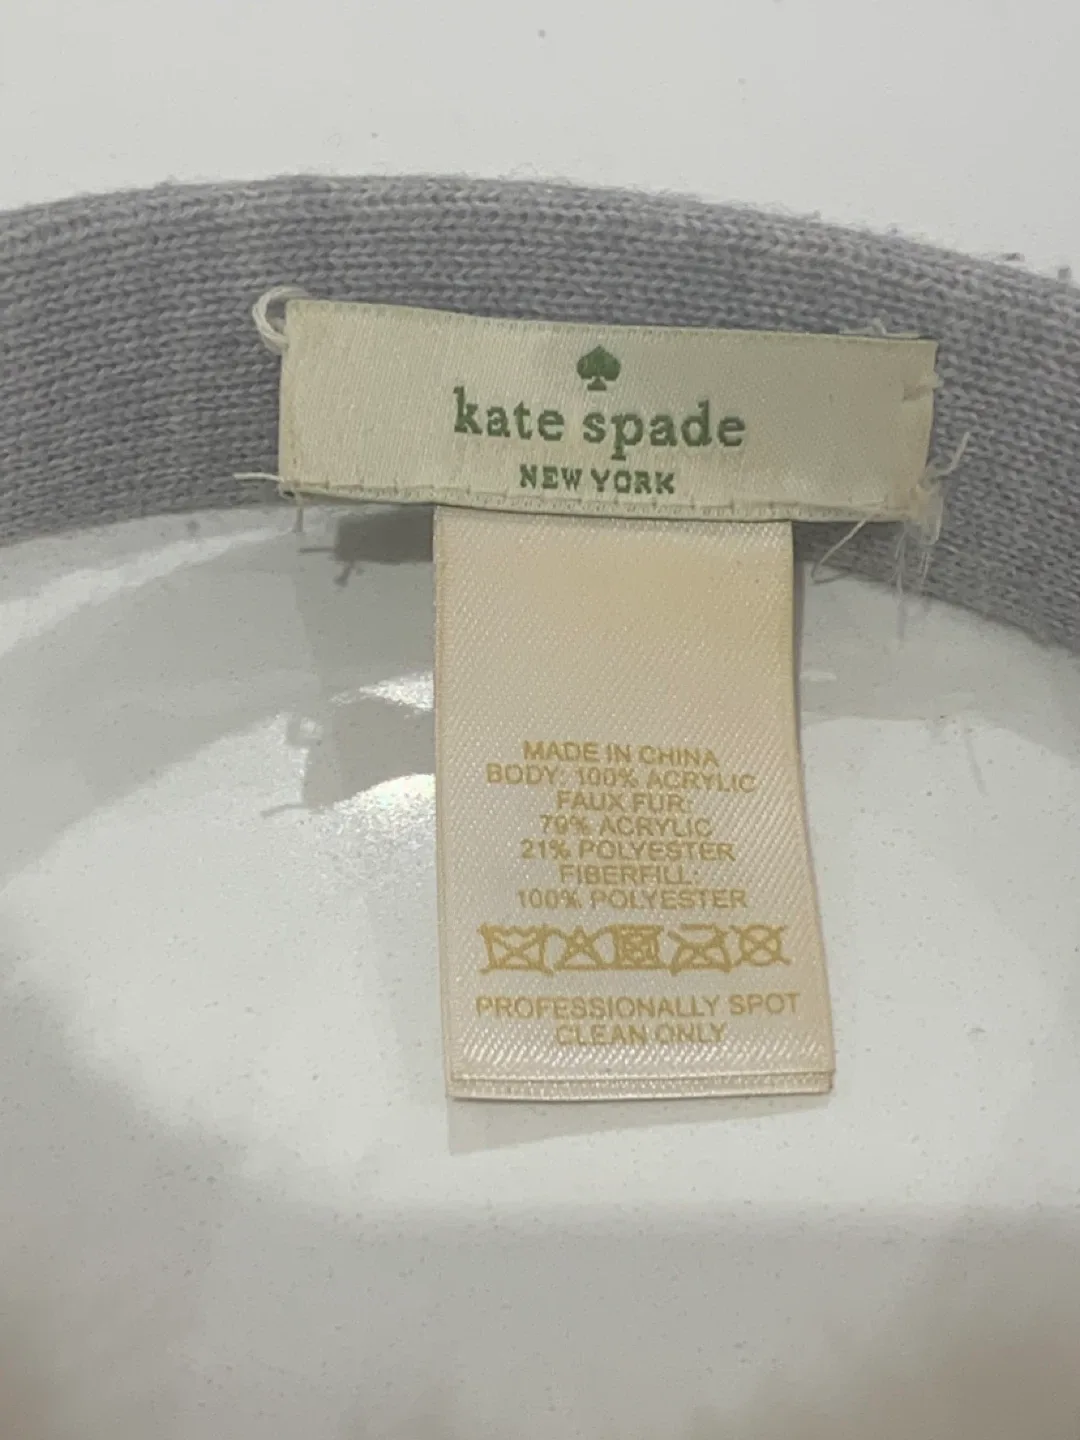 kate spade
NEW YORK
MADE IN CHINA
BODY: 100% ACRYLIC
FAUX FUR:
79% ACRYLIC
21% POLYESTER
FIBERFILL:
100% POLYESTER
PROFESSIONALLY SPOT
CLEAN ONLY